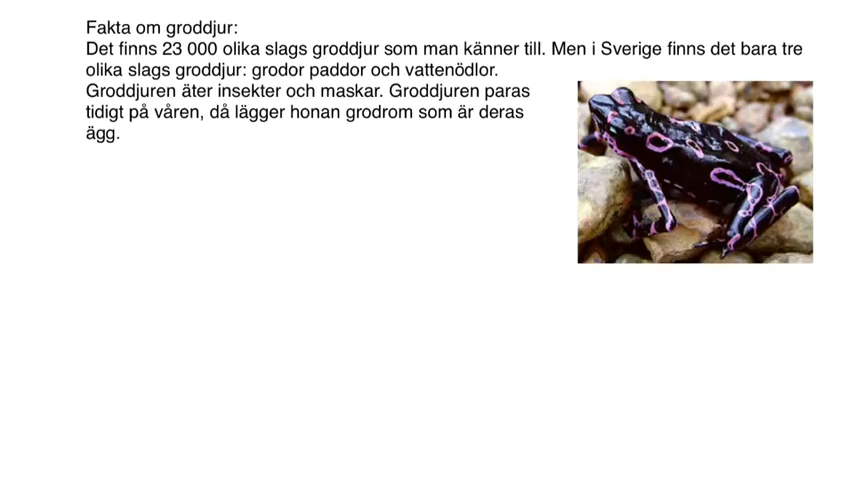 Fakta om groddjur:
Det finns 23 000 olika slags groddjur som man känner till. Men i Sverige finns det bara tre
olika slags groddjur: grodor paddor och vattenödlor.
Groddjuren äter insekter och maskar. Groddjuren paras
tidigt på våren, då lägger honan grodrom som är deras
ägg.